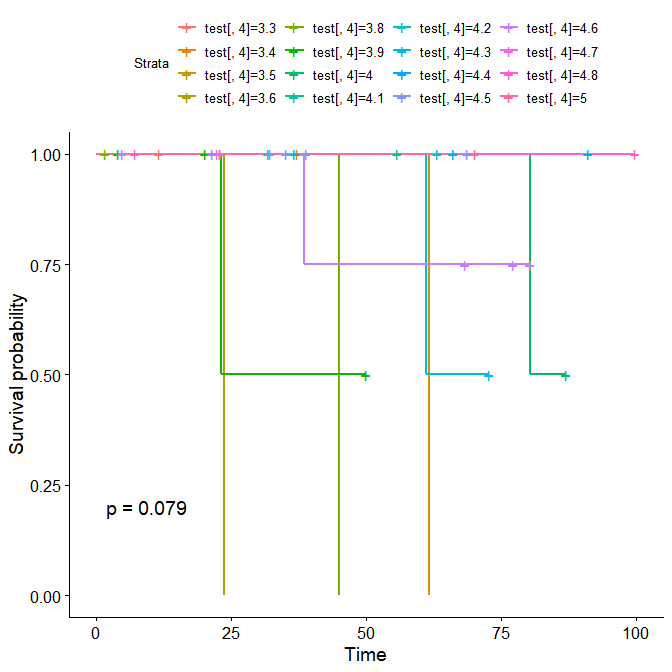 test[, 4]=3.3 test[, 4]=3.8 test[, 4]=4.2 test[, 4]=4.6
test[, 4]=3.4 test[, 4]=3.9 test[, 4]=4.3 test[, 4]=4.7
Strata
test[, 4]=3.5 test[, 4]=4 test[, 4]=4.4 test[, 4]=4.8
test[, 4]=3.6 test[, 4]=4.1 test[, 4]=4.5 test[, 4]=5
1.00
0.75
Survival probability
0.50
0.25
p = 0.079
0.00
0 25 50 75 100
Time